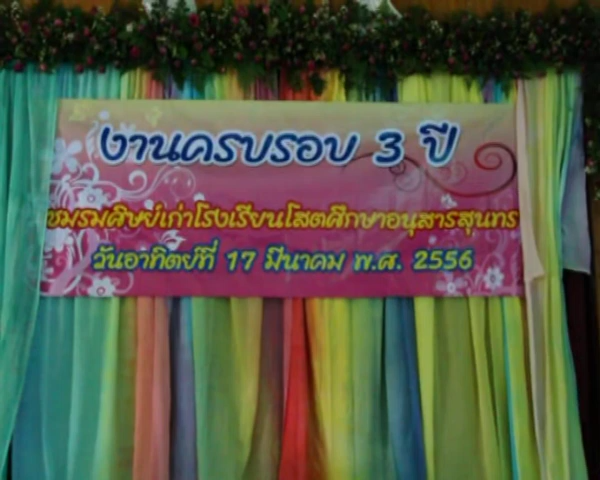 งานครบรอบ 3 ปี
ชมรมศิษย์เก่าโรงเรียนโสตศึกษาอนุสารสุนทร
วันอาทิตย์ที่ 17 มีนาคม พ.ศ. 2556